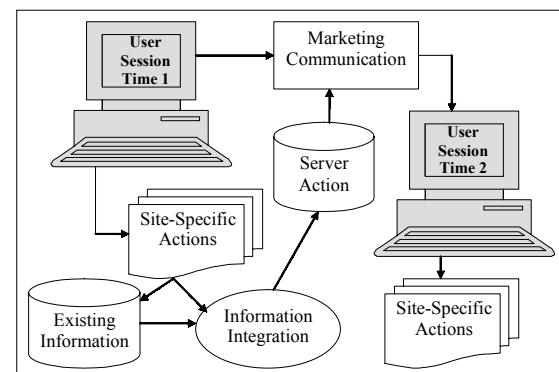 User
Session
Time 1
Marketing
Communication
User
Session
Time 2
Server
Action
Site-Specific
Actions
Existing
Information
Information
Integration
Site-Specific
Actions